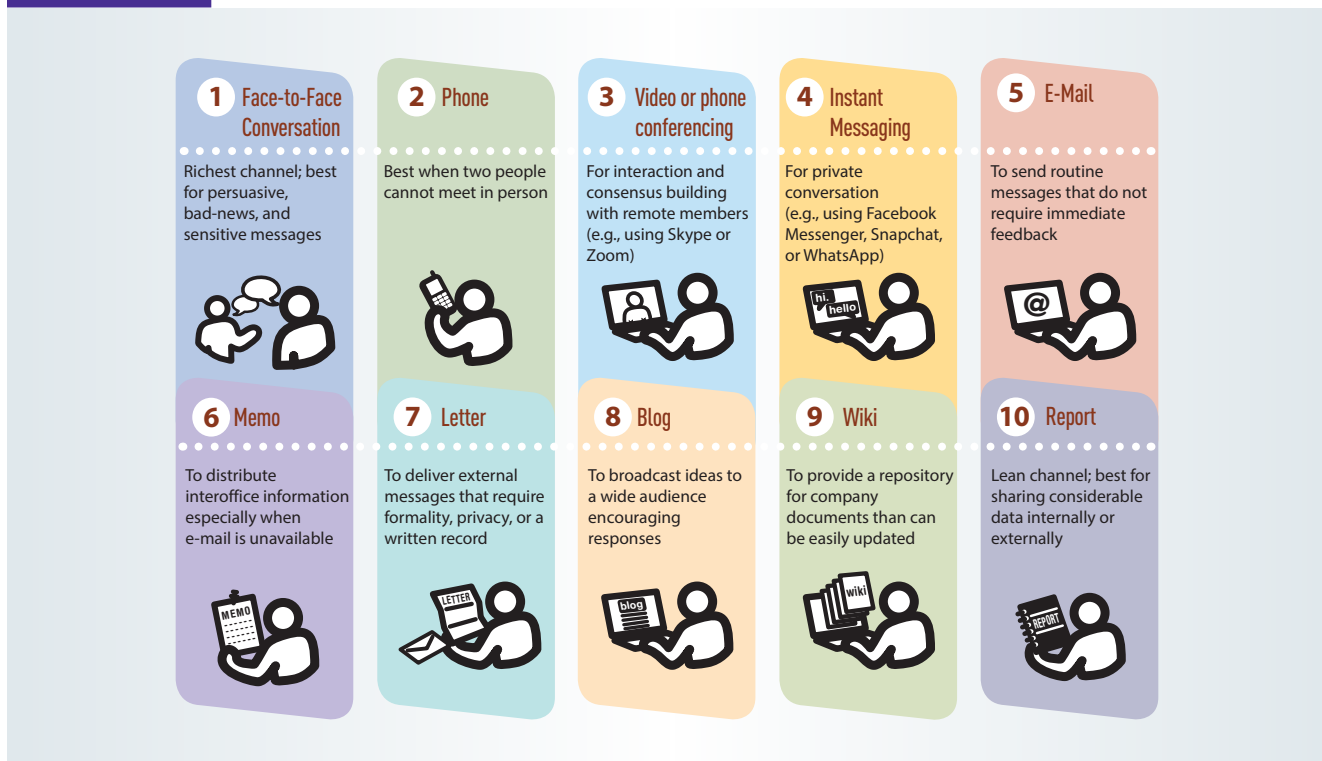 1 Face-to-Face
Conversation
Richest channel; best
for persuasive,
bad-news, and
sensitive messages
2 Phone
Best when two people
cannot meet in person
3 Video or phone
conferencing
For interaction and
consensus building
with remote members
(e.g., using Skype or
Zoom)
4 Instant
Messaging
For private
conversation
(e.g., using Facebook
Messenger, Snapchat,
or WhatsApp)
hi.
hello
5 E-Mail
To send routine
messages that do not
require immediate
feedback
@
6 Memo
To distribute
interoffice information
especially when
e-mail is unavailable
MEMO
7 Letter
To deliver external
messages that require
formality, privacy, or a
written record
LETTER
8 Blog
To broadcast ideas to
a wide audience
encouraging
responses
blog
9 Wiki
To provide a repository
for company
documents than can
be easily updated
wiki
10 Report
Lean channel; best for
sharing considerable
data internally or
externally
REPORT